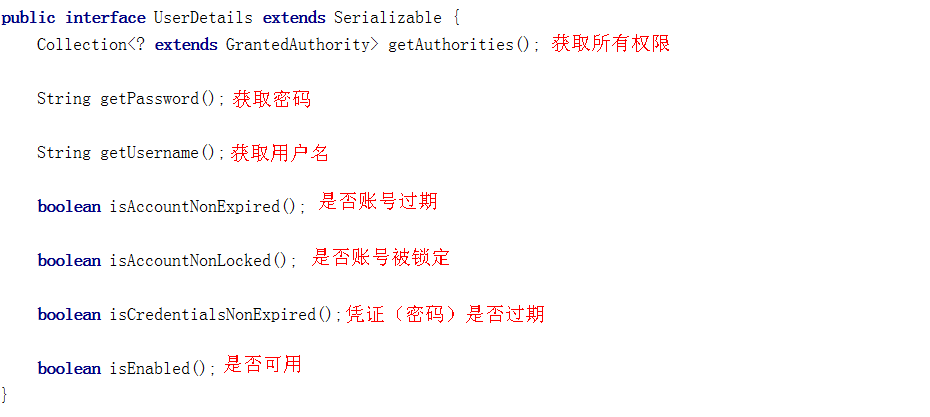 public interface UserDetails extends Serializable {
Collection<? extends GrantedAuthority> getAuthorities(); 获取所有权限
String getPassword(); 获取密码
String getUsername(); 获取用户名
boolean isAccountNonExpired(); 是否账号过期
boolean isAccountNonLocked(); 是否账号被锁定
boolean isCredentialsNonExpired(); 凭证（密码）是否过期
boolean isEnabled(); 是否可用
}